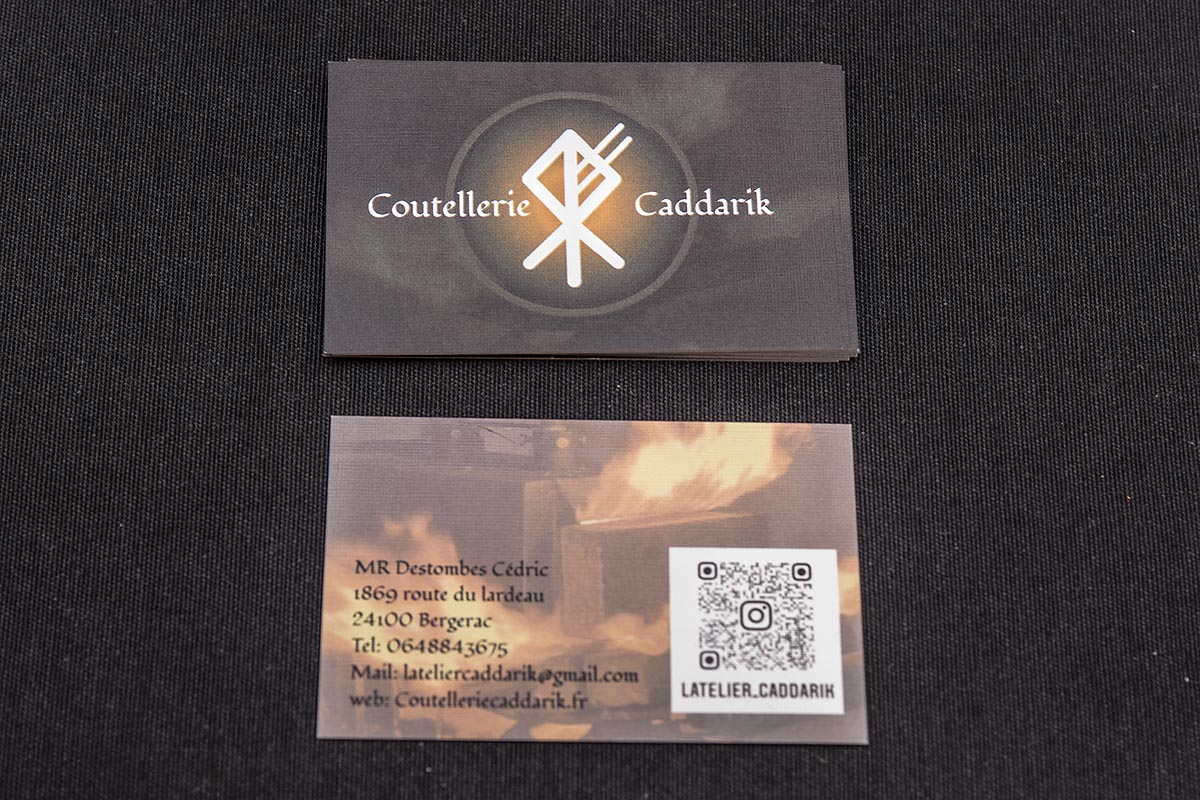 Coutellerie Caddarik
MR Destombes Cédric
1869 route du lardeau
24100 Bergerac
Tel: 0648843675
Mail: lateliercaddarik@gmail.com
web: Coutelleriecaddarik.fr
LATELIER_CADDARIK